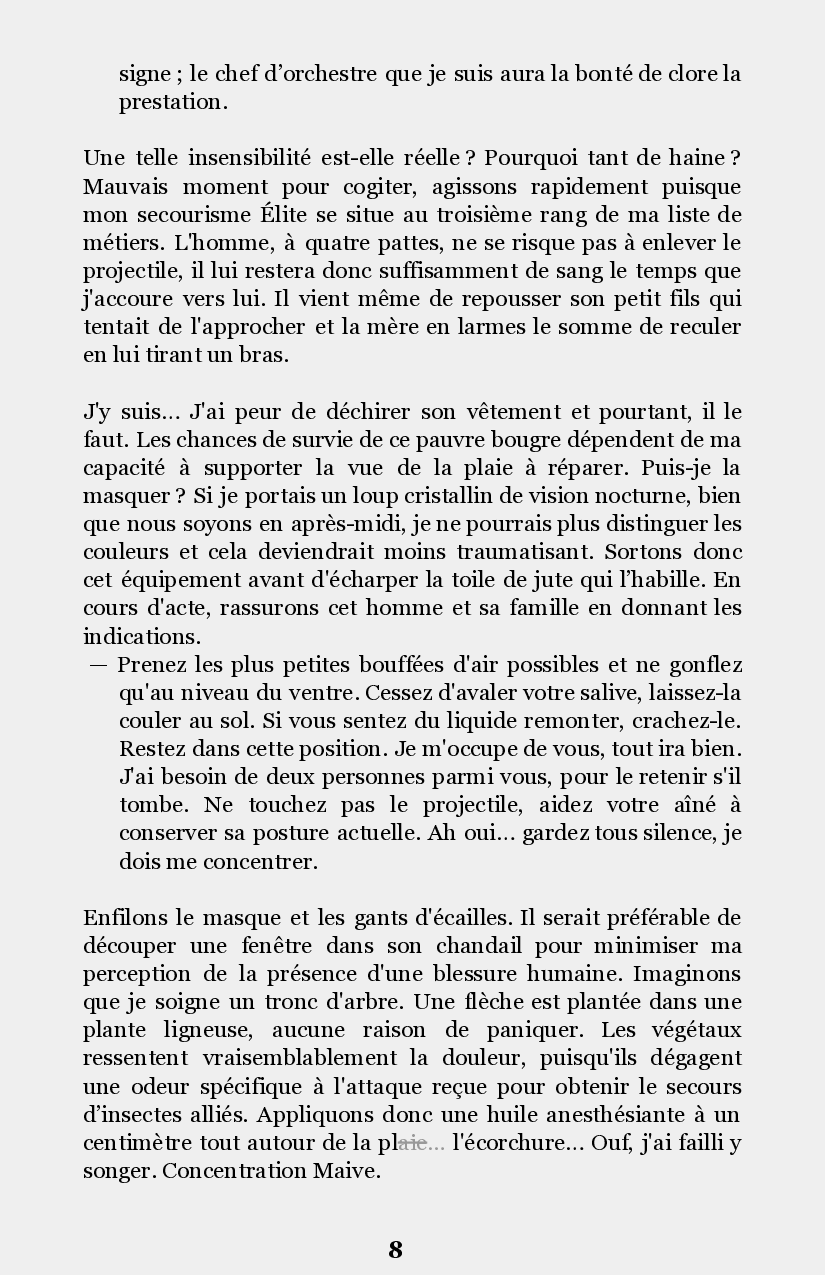 signe ; le chef d’orchestre que je suis aura la bonté de clore la
prestation.
Une telle insensibilité est-elle réelle ? Pourquoi tant de haine ?
Mauvais moment pour cogiter, agissons rapidement puisque
mon secourisme Élite se situe au troisième rang de ma liste de
métiers. L'homme, à quatre pattes, ne se risque pas à enlever le
projectile, il lui restera donc suffisamment de sang le temps que
j'accoure vers lui. Il vient même de repousser son petit fils qui
tentait de l'approcher et la mère en larmes le somme de reculer
en lui tirant un bras.
J'y suis... J'ai peur de déchirer son vêtement et pourtant, il le
faut. Les chances de survie de ce pauvre bougre dépendent de ma
capacité à supporter la vue de la plaie à réparer. Puis-je la
masquer ? Si je portais un loup cristallin de vision nocturne, bien
que nous soyons en après-midi, je ne pourrais plus distinguer les
couleurs et cela deviendrait moins traumatisant. Sortons donc
cet équipement avant d'écharper la toile de jute qui l’habille. En
cours d'acte, rassurons cet homme et sa famille en donnant les
indications.
— Prenez les plus petites bouffées d'air possibles et ne gonflez
qu'au niveau du ventre. Cessez d'avaler votre salive, laissez-la
couler au sol. Si vous sentez du liquide remonter, crachez-le.
Restez dans cette position. Je m'occupe de vous, tout ira bien.
J'ai besoin de deux personnes parmi vous, pour le retenir s'il
tombe. Ne touchez pas le projectile, aidez votre aîné à
conserver sa posture actuelle. Ah oui... gardez tous silence, je
dois me concentrer.
Enfilons le masque et les gants d'écailles. Il serait préférable de
découper une fenêtre dans son chandail pour minimiser ma
perception de la présence d'une blessure humaine. Imaginons
que je soigne un tronc d'arbre. Une flèche est plantée dans une
plante ligneuse, aucune raison de paniquer. Les végétaux
ressentent vraisemblablement la douleur, puisqu'ils dégagent
une odeur spécifique à l'attaque reçue pour obtenir le secours
d’insectes alliés. Appliquons donc une huile anesthésiante à un
centimètre tout autour de la plaie... l'écorchure... Ouf, j'ai failli y
songer. Concentration Maive.
8